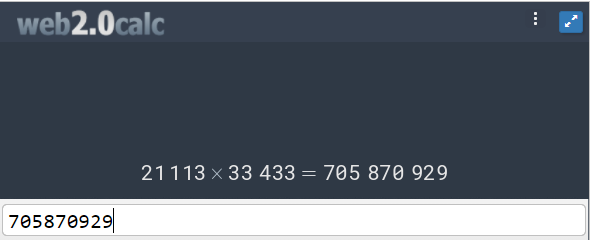 web2.0calc
21 113 × 33 433 = 705 870 929
705870929